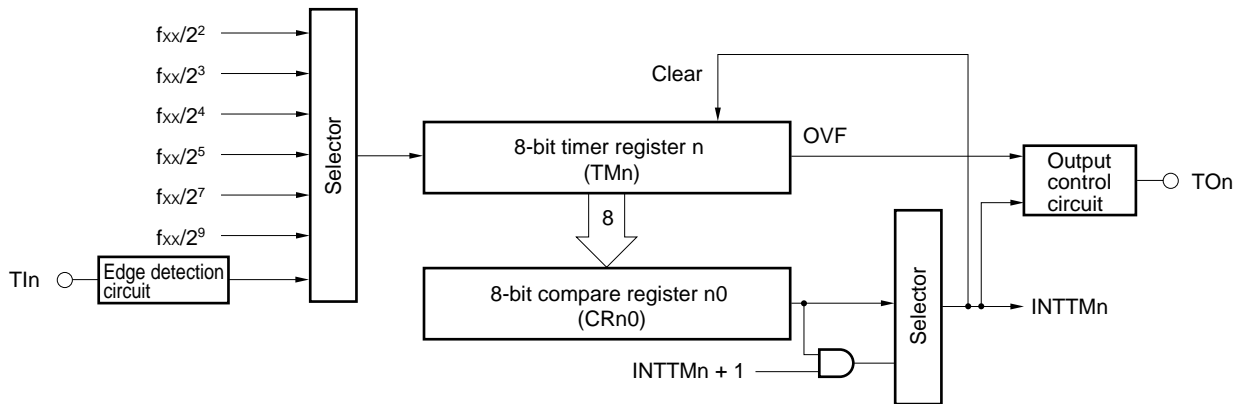 fxx/2²
fxx/2³
fxx/2⁴
fxx/2⁵
fxx/2⁷
fxx/2⁹
TIn
Edge detection
circuit
Selector
Clear
8-bit timer register n
(TMn)
OVF
8
8-bit compare register n0
(CRn0)
INTTMn + 1
Selector
INTTMn
Output
control
circuit
TOn